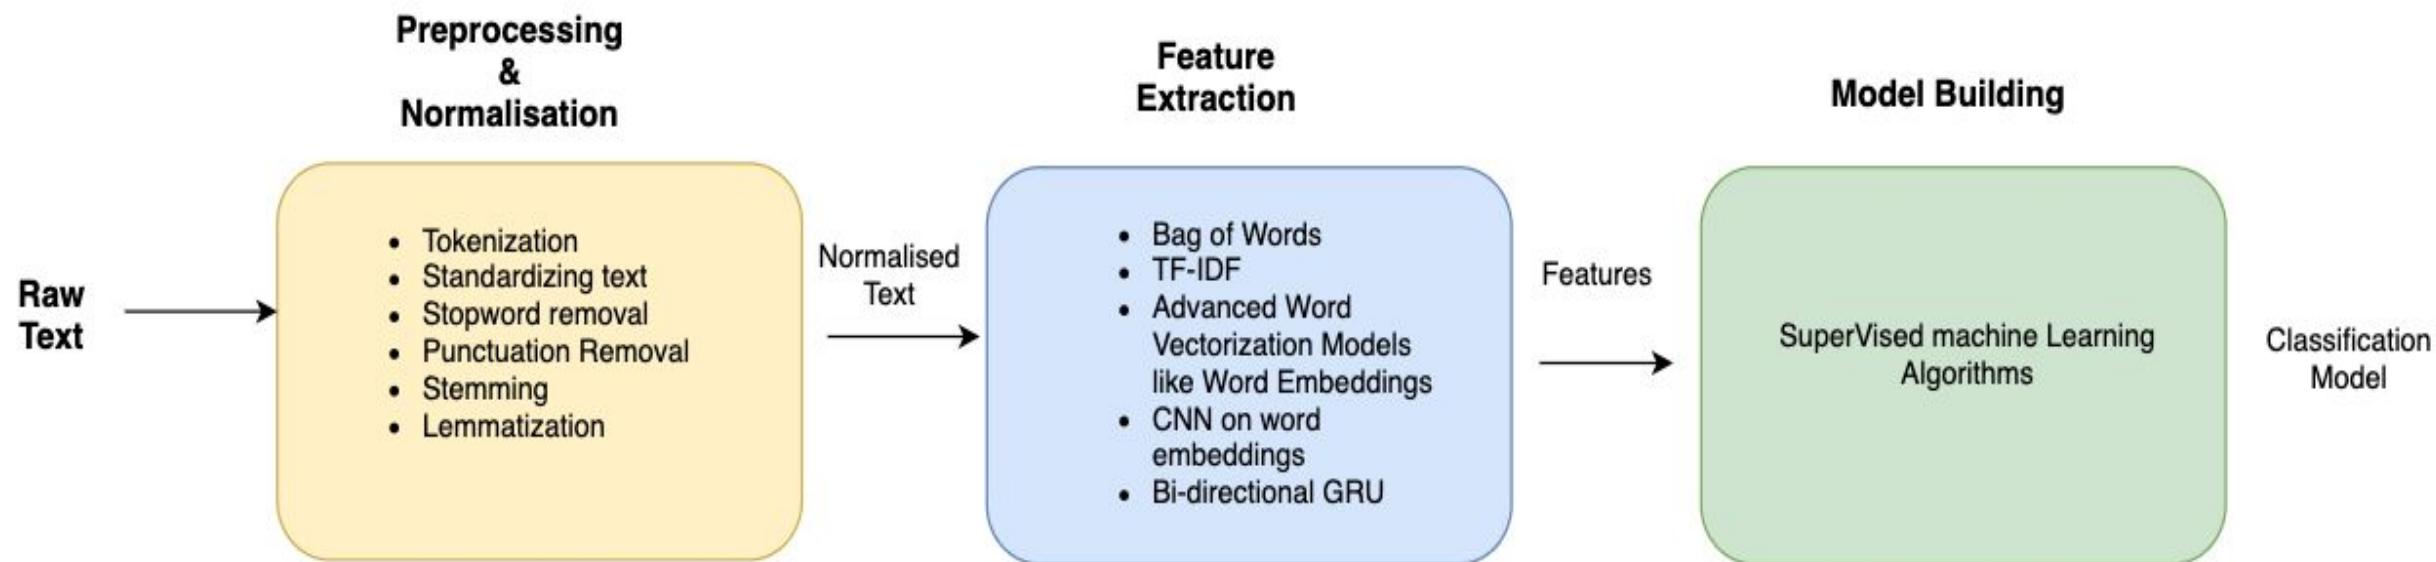 Preprocessing
&
Normalisation
Feature
Extraction
Model Building
Raw
Text
• Tokenization
• Standardizing text
• Stopword removal
• Punctuation Removal
• Stemming
• Lemmatization
Normalised
Text
• Bag of Words
• TF-IDF
• Advanced Word
Vectorization Models
like Word Embeddings
• CNN on word
embeddings
• Bi-directional GRU
Features
SuperVised machine Learning
Algorithms
Classification
Model